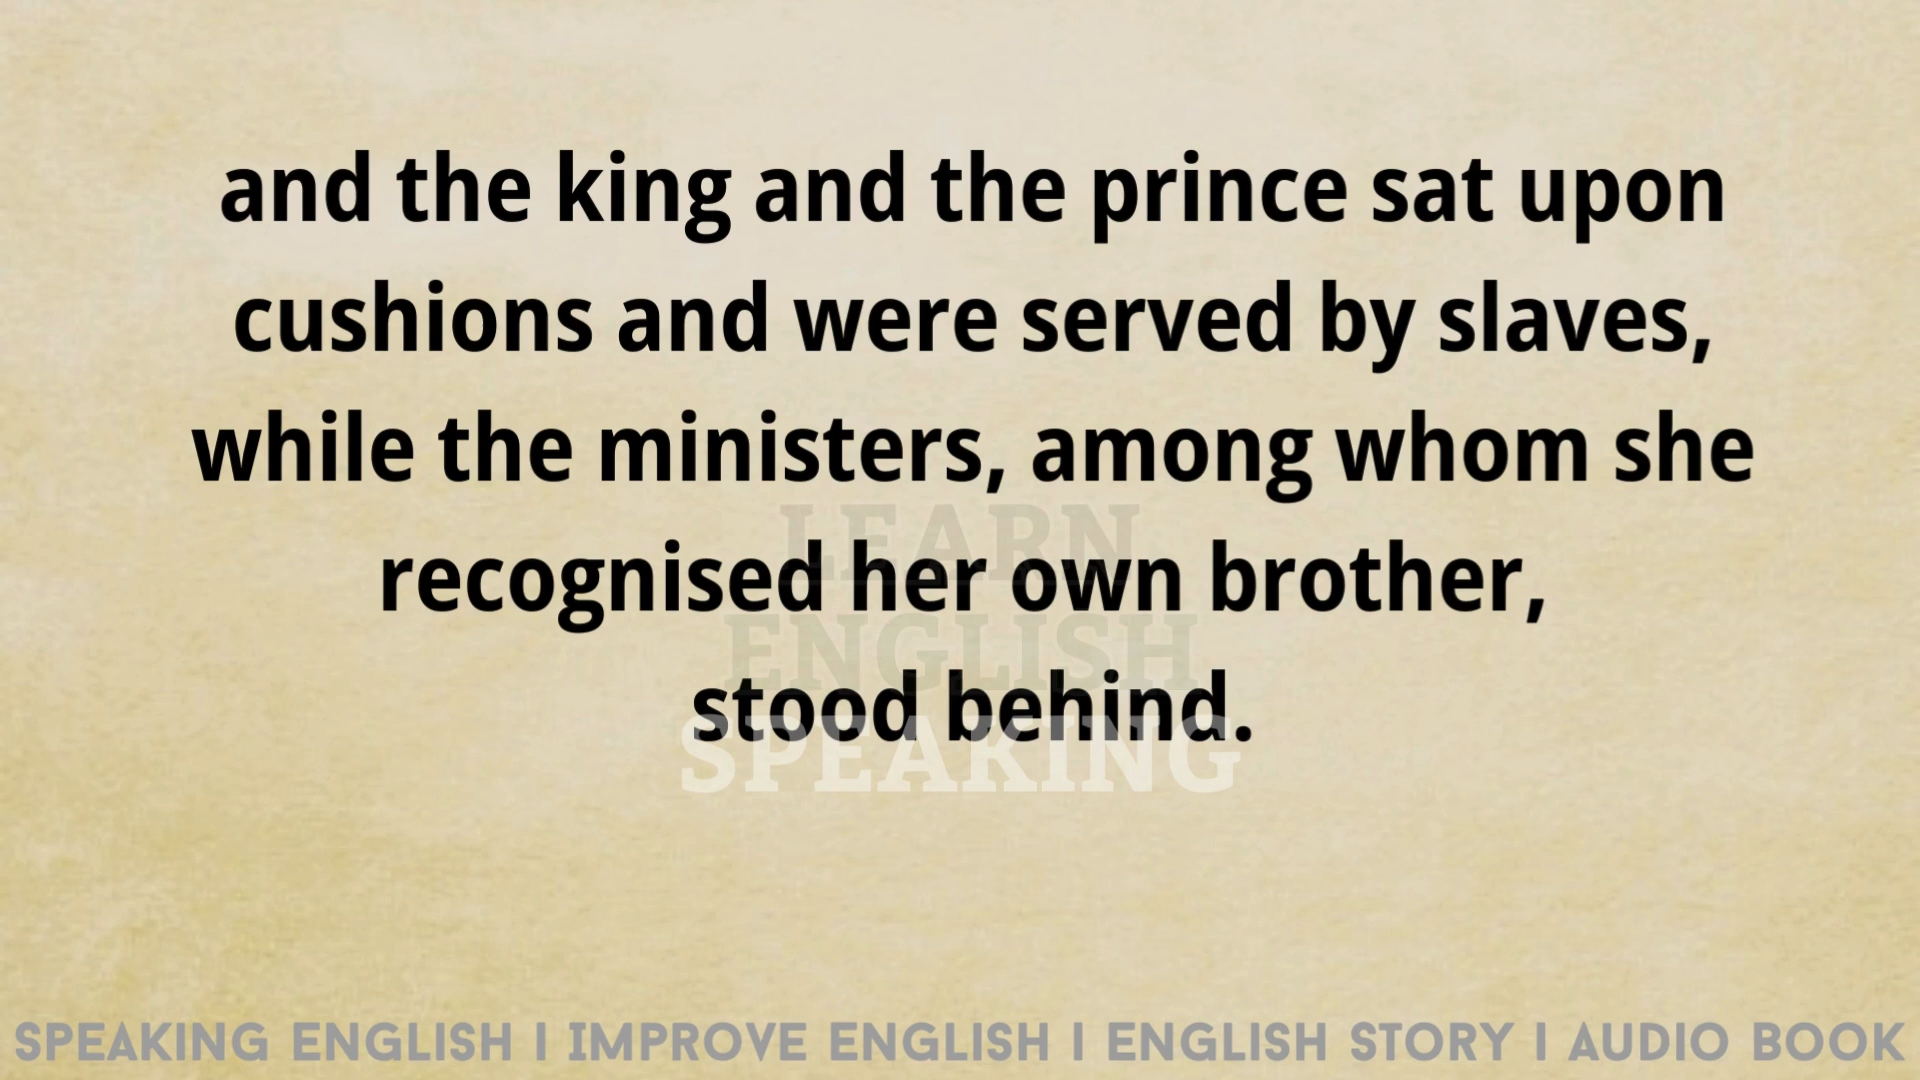 and the king and the prince sat upon
cushions and were served by slaves,
while the ministers, among whom she
recognised her own brother,
stood behind.
LEARN
ENGLISH
SPEAKING
SPEAKING ENGLISH I IMPROVE ENGLISH I ENGLISH STORY I AUDIO BOOK